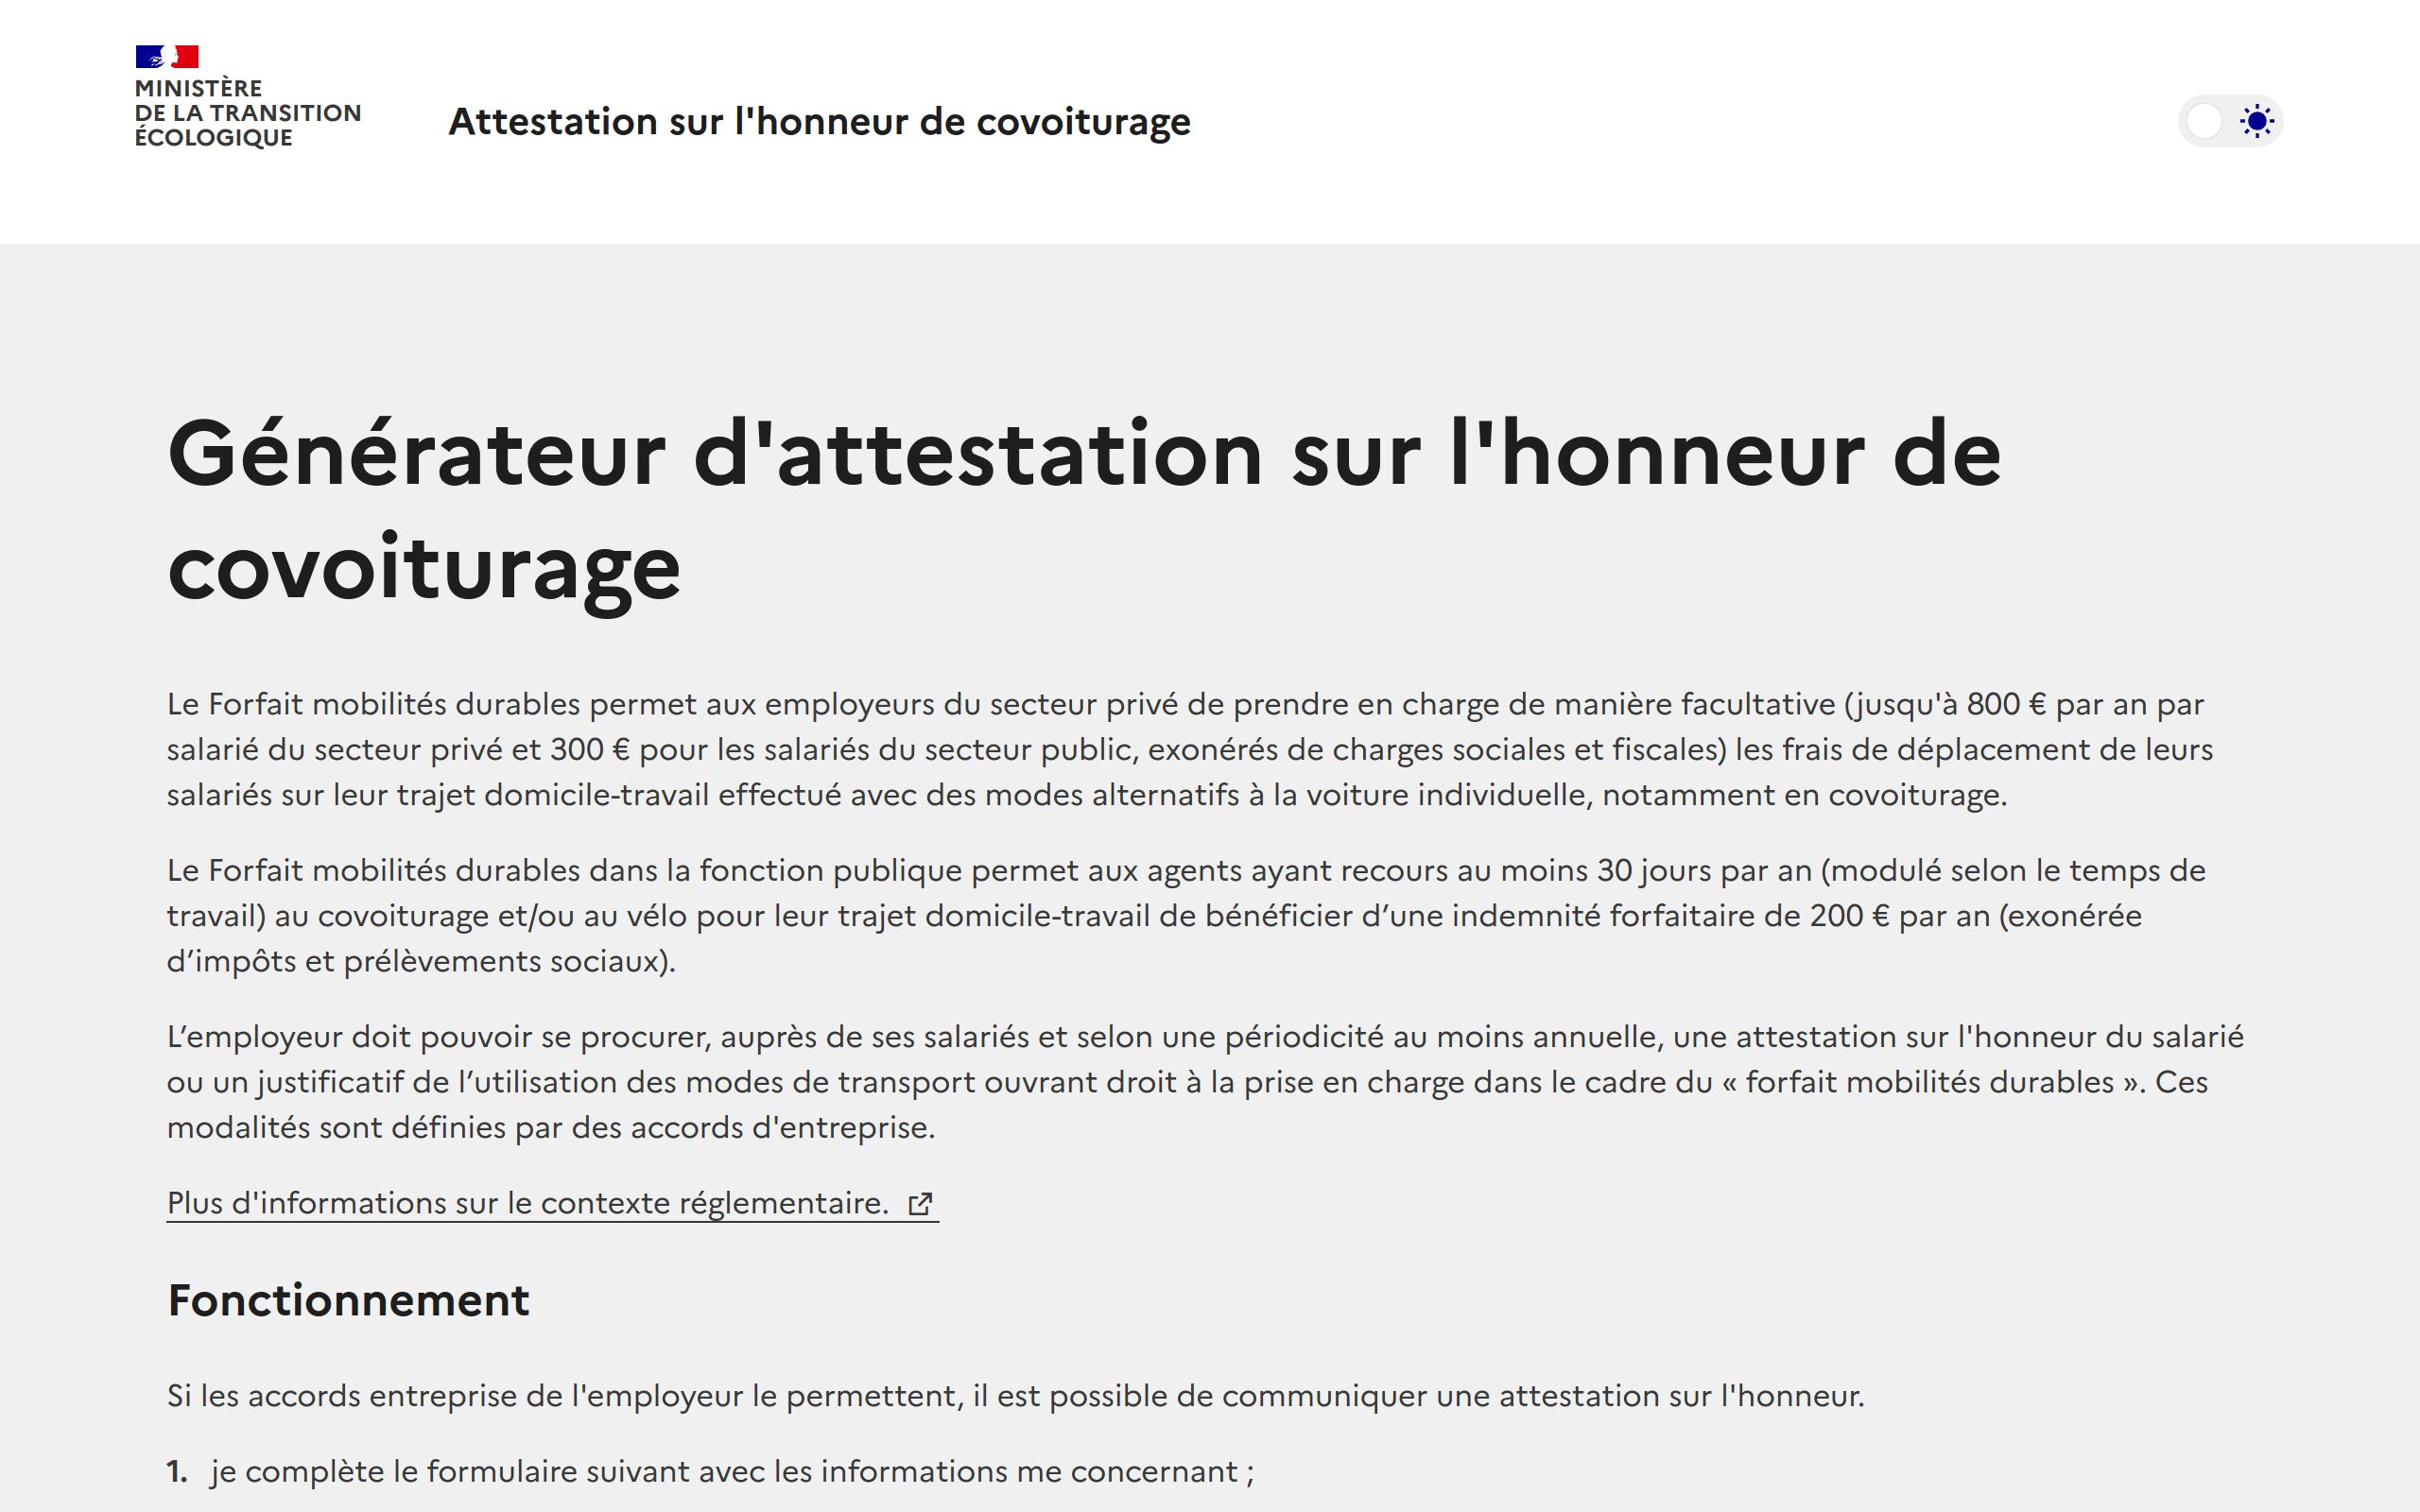 MINISTÈRE
DE LA TRANSITION
ÉCOLOGIQUE
Attestation sur l'honneur de covoiturage
Générateur d'attestation sur l'honneur de
covoiturage
Le Forfait mobilités durables permet aux employeurs du secteur privé de prendre en charge de manière facultative (jusqu'à 800 € par an par
salarié du secteur privé et 300 € pour les salariés du secteur public, exonérés de charges sociales et fiscales) les frais de déplacement de leurs
salariés sur leur trajet domicile-travail effectué avec des modes alternatifs à la voiture individuelle, notamment en covoiturage.
Le Forfait mobilités durables dans la fonction publique permet aux agents ayant recours au moins 30 jours par an (modulé selon le temps de
travail) au covoiturage et/ou au vélo pour leur trajet domicile-travail de bénéficier d’une indemnité forfaitaire de 200 € par an (exonérée
d’impôts et prélèvements sociaux).
L’employeur doit pouvoir se procurer, auprès de ses salariés et selon une périodicité au moins annuelle, une attestation sur l'honneur du salarié
ou un justificatif de l’utilisation des modes de transport ouvrant droit à la prise en charge dans le cadre du « forfait mobilités durables ». Ces
modalités sont définies par des accords d'entreprise.
Plus d'informations sur le contexte réglementaire.
Fonctionnement
Si les accords entreprise de l'employeur le permettent, il est possible de communiquer une attestation sur l'honneur.
1. je complète le formulaire suivant avec les informations me concernant ;